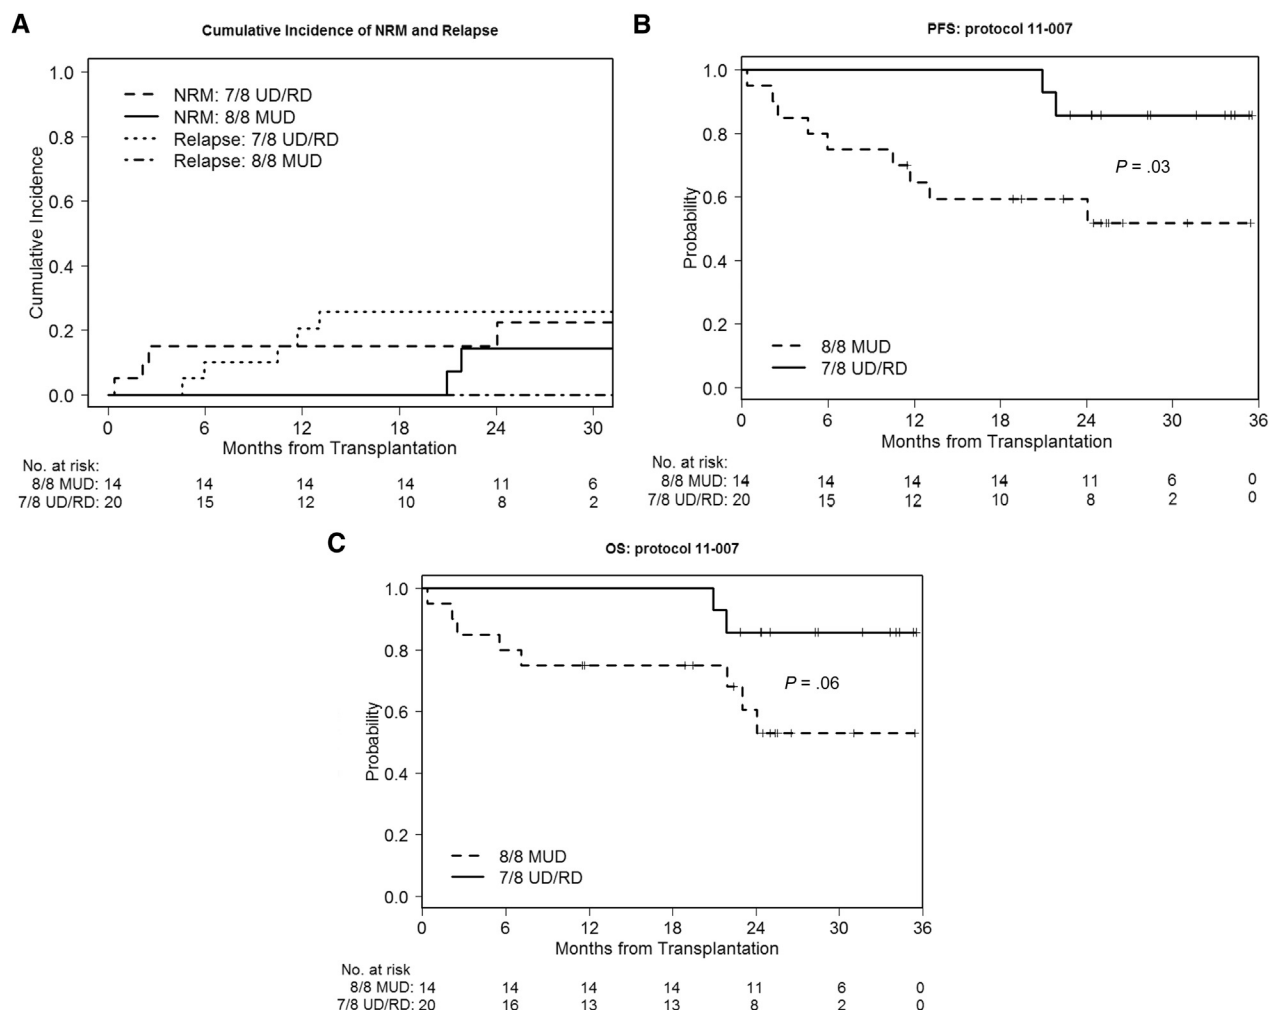 A
Cumulative Incidence of NRM and Relapse
1.0
0.8
0.6
0.4
0.2
0.0
Cumulative Incidence
NRM: 7/8 UD/RD
NRM: 8/8 MUD
Relapse: 7/8 UD/RD
Relapse: 8/8 MUD
0 6 12 18 24 30
Months from Transplantation
No. at risk:
8/8 MUD: 14 14 14 14 11 6
7/8 UD/RD: 20 15 12 10 8 2
B
PFS: protocol 11-007
1.0
0.8
0.6
0.4
0.2
0.0
Probability
P = .03
8/8 MUD
7/8 UD/RD
0 6 12 18 24 30 36
Months from Transplantation
No. at risk:
8/8 MUD: 14 14 14 14 11 6 0
7/8 UD/RD: 20 15 12 10 8 2 0
C
OS: protocol 11-007
1.0
0.8
0.6
0.4
0.2
0.0
Probability
P = .06
8/8 MUD
7/8 UD/RD
0 6 12 18 24 30 36
Months from Transplantation
No. at risk
8/8 MUD: 14 14 14 14 11 6 0
7/8 UD/RD: 20 16 13 13 8 2 0